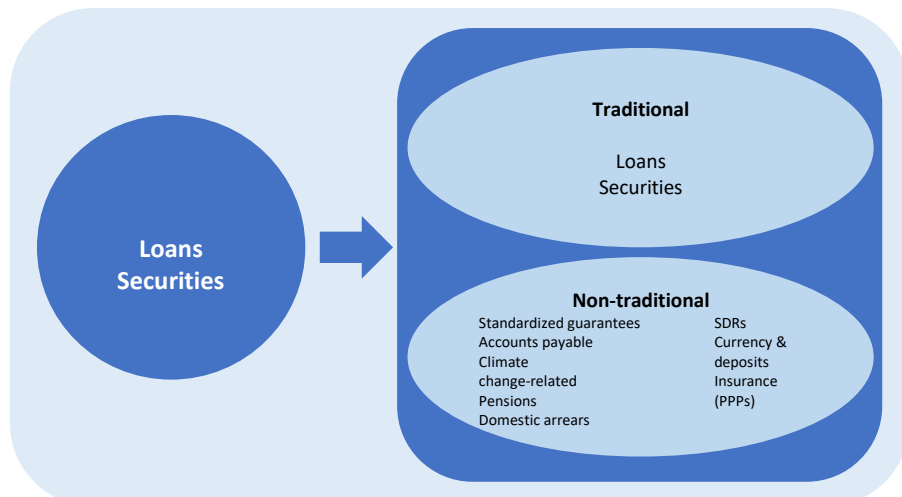 Loans
Securities
Traditional
Loans
Securities
Non-traditional
Standardized guarantees
Accounts payable
Climate
change-related
Pensions
Domestic arrears
SDRs
Currency &
deposits
Insurance
(PPPs)